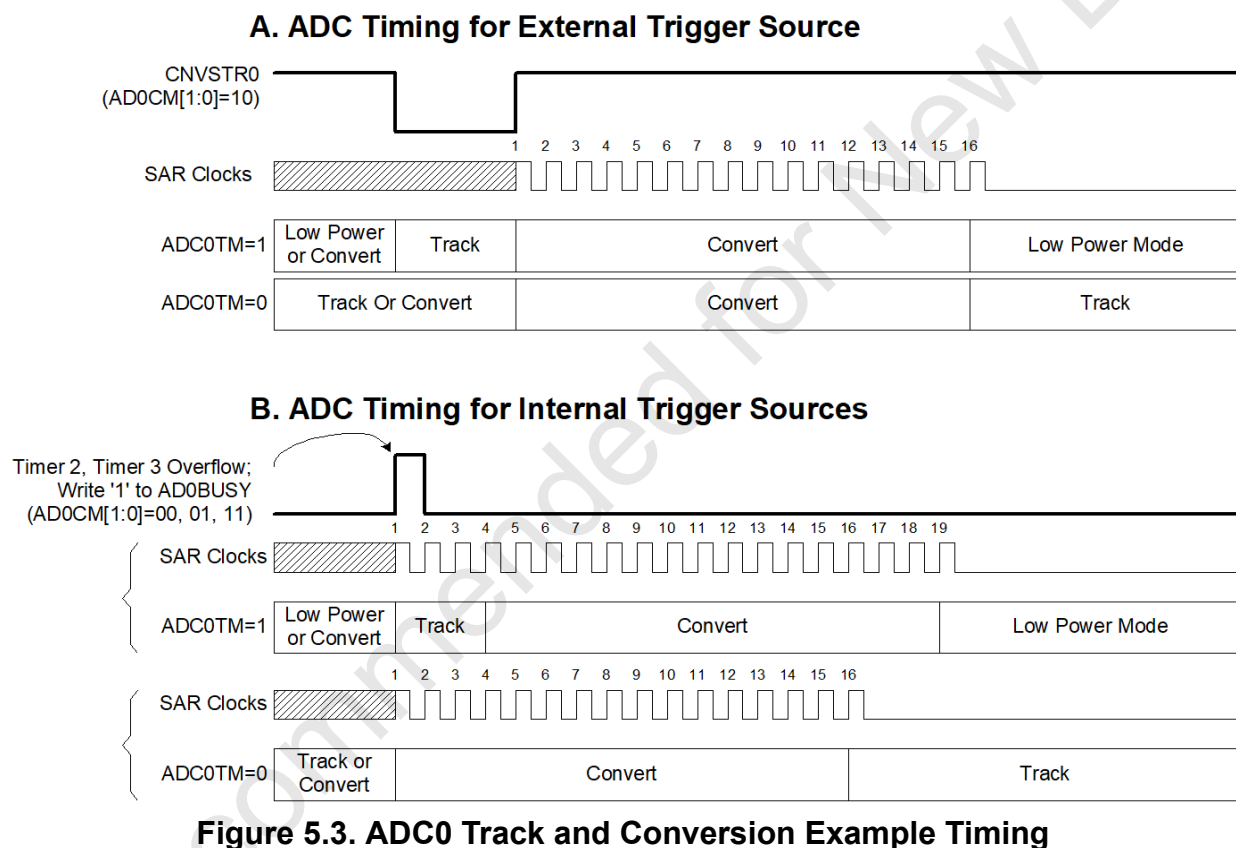 A. ADC Timing for External Trigger Source
CNVSTR0
(AD0CM[1:0]=10)
1 2 3 4 5 6 7 8 9 10 11 12 13 14 15 16
SAR Clocks
ADC0TM=1
Low Power
or Convert
Track
Convert
Low Power Mode
ADC0TM=0
Track Or Convert
Convert
Track
B. ADC Timing for Internal Trigger Sources
Timer 2, Timer 3 Overflow;
Write '1' to AD0BUSY
(AD0CM[1:0]=00, 01, 11)
1 2 3 4 5 6 7 8 9 10 11 12 13 14 15 16 17 18 19
SAR Clocks
ADC0TM=1
Low Power
or Convert
Track
Convert
Low Power Mode
1 2 3 4 5 6 7 8 9 10 11 12 13 14 15 16
SAR Clocks
ADC0TM=0
Track or
Convert
Convert
Track
Figure 5.3. ADC0 Track and Conversion Example Timing
commended for New